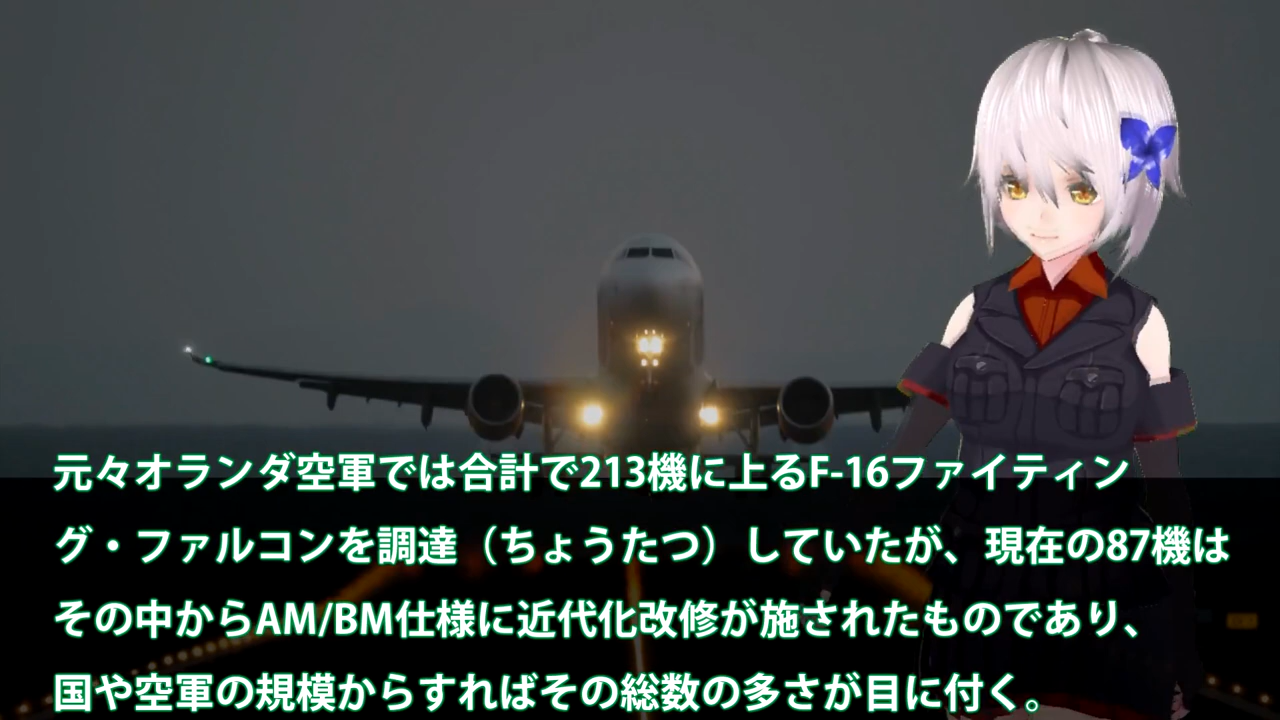 元々オランダ空軍では合計で213機に上るF-16ファイティン
グ・ファルコンを調達（ちょうたつ）していたが、現在の87機は
その中からAM/BM仕様に近代化改修が施されたものであり、
国や空軍の規模からすればその総数の多さが目に付く。